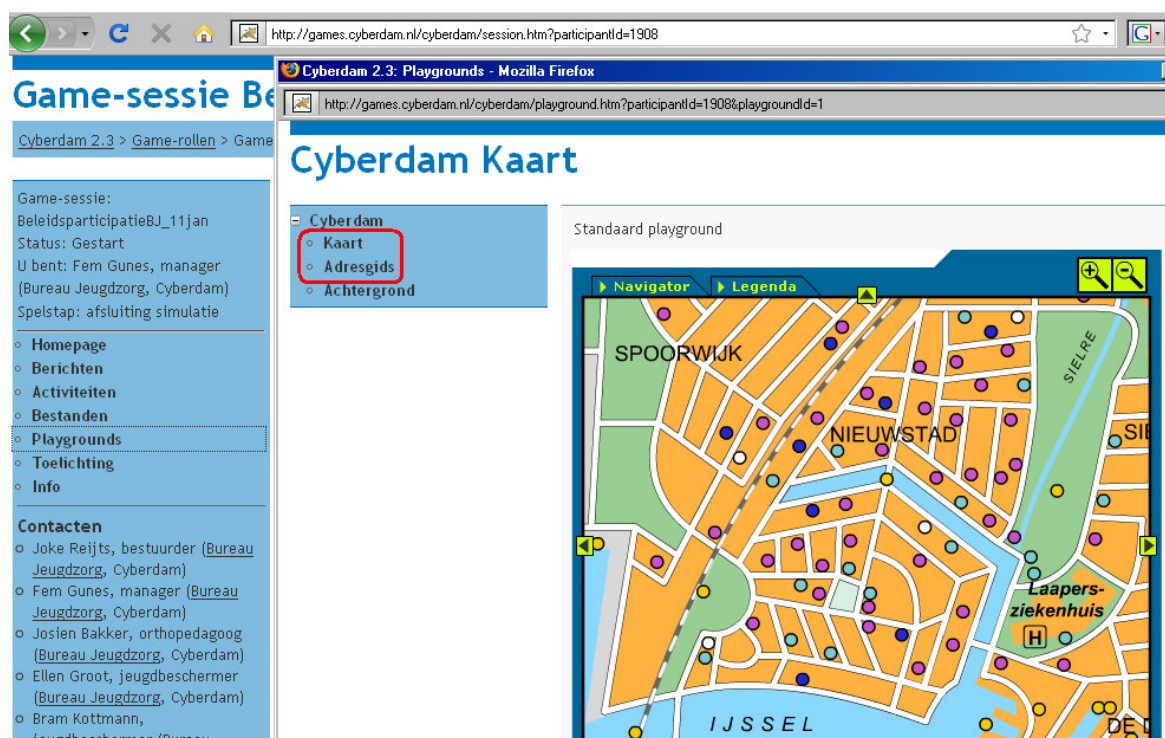 http://games.cyberdam.nl/cyberdam/session.htm?participantId=1908
G
Game-sessie Be
Cyberdam 2.3 > Game-rollen > Game
Game-sessie:
BeleidsparticipatieBJ_11jan
Status: Gestart
U bent: Fem Gunes, manager
(Bureau Jeugdzorg, Cyberdam)
Spelstap: afsluiting simulatie
Homepage
Berichten
Activiteiten
Bestanden
Playgrounds
Toelichting
Info
Contacten
Joke Reijts, bestuurder (Bureau
Jeugdzorg, Cyberdam)
Fem Gunes, manager (Bureau
Jeugdzorg, Cyberdam)
Josien Bakker, orthopedagoog
(Bureau Jeugdzorg, Cyberdam)
Ellen Groot, jeugdbeschermer
(Bureau Jeugdzorg, Cyberdam)
Bram Kottmann,
jeugdbeschermer (Bureau
Cyberdam 2.3: Playgrounds - Mozilla Firefox
http://games.cyberdam.nl/cyberdam/playground.htm?participantId=1908&playgroundId=1
Cyberdam Kaart
Cyberdam
Kaart
Adresgids
Achtergrond
Standaard playground
Navigator
Legenda
SPOORWIJK
SIELRE
NIEUWSTAD
SIE
Laapers-
ziekenhuis
H
IJSSEL
DE D